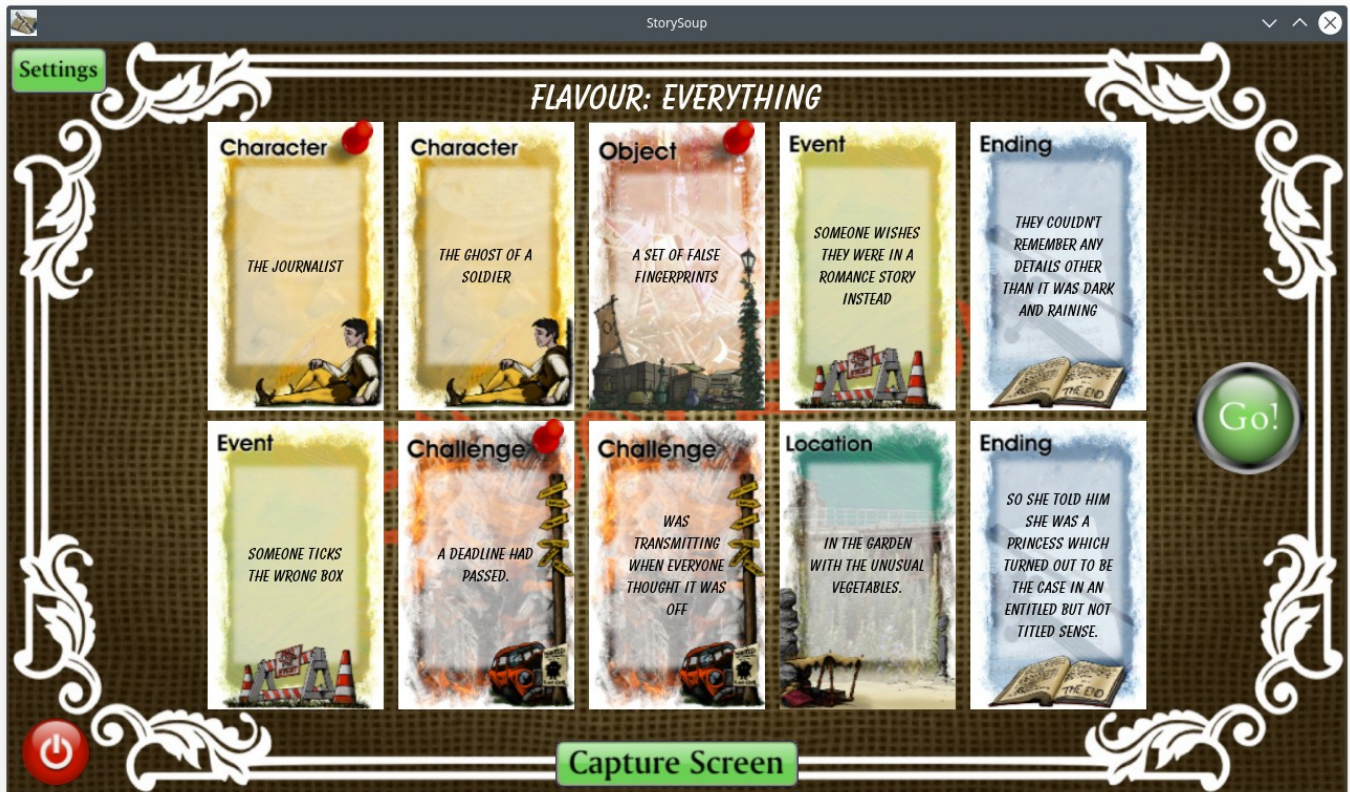 StorySoup
Settings
FLAVOUR: EVERYTHING
Character
THE JOURNALIST
Character
THE GHOST OF A
SOLDIER
Object
A SET OF FALSE
FINGERPRINTS
Event
SOMEONE WISHES
THEY WERE IN A
ROMANCE STORY
INSTEAD
Ending
THEY COULDN'T
REMEMBER ANY
DETAILS OTHER
THAN IT WAS DARK
AND RAINING
THE END
Go!
Event
SOMEONE TICKS
THE WRONG BOX
Challenge
A DEADLINE HAD
PASSED.
Challenge
WAS
TRANSMITTING
WHEN EVERYONE
THOUGHT IT WAS
OFF
Location
IN THE GARDEN
WITH THE UNUSUAL
VEGETABLES.
Ending
SO SHE TOLD HIM
SHE WAS A
PRINCESS WHICH
TURNED OUT TO BE
THE CASE IN AN
ENTITLED BUT NOT
TITLED SENSE.
THE END
Capture Screen